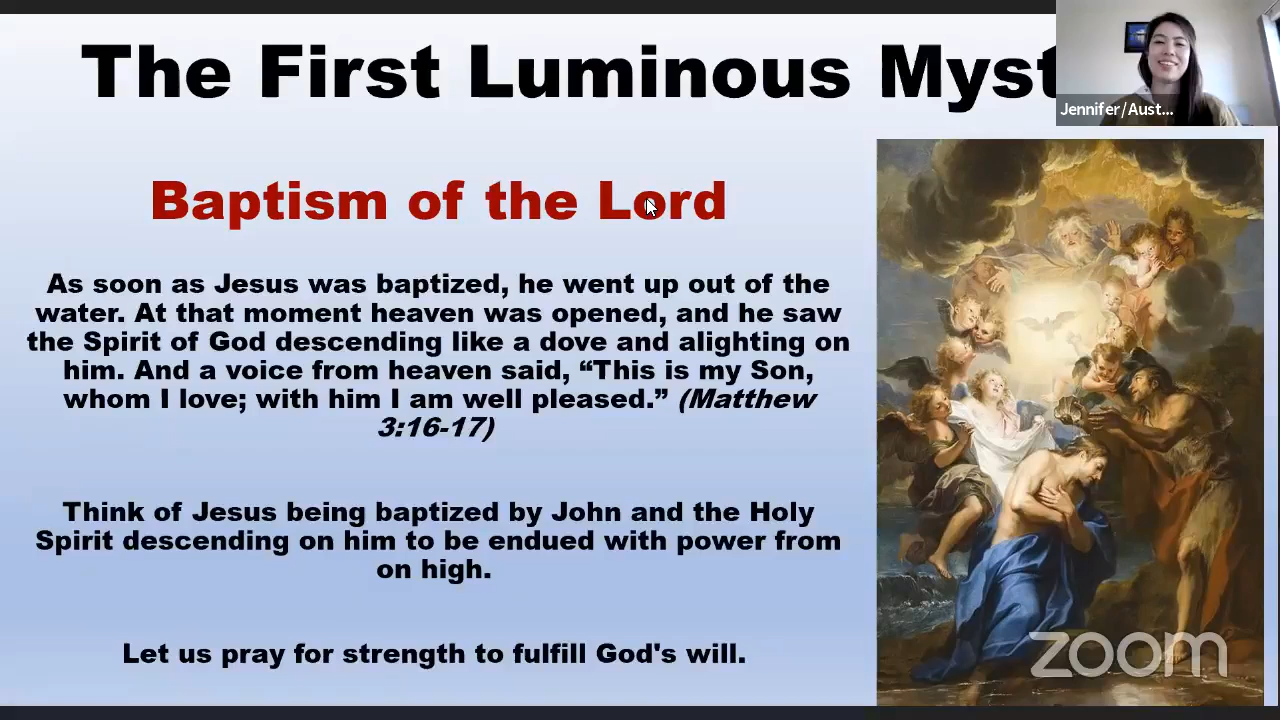 The First Luminous Myst
Jennifer/Aust...
Baptism of the Lord
As soon as Jesus was baptized, he went up out of the
water. At that moment heaven was opened, and he saw
the Spirit of God descending like a dove and alighting on
him. And a voice from heaven said, “This is my Son,
whom I love; with him I am well pleased.” (Matthew
3:16-17)
Think of Jesus being baptized by John and the Holy
Spirit descending on him to be endued with power from
on high.
Let us pray for strength to fulfill God's will.
zoom